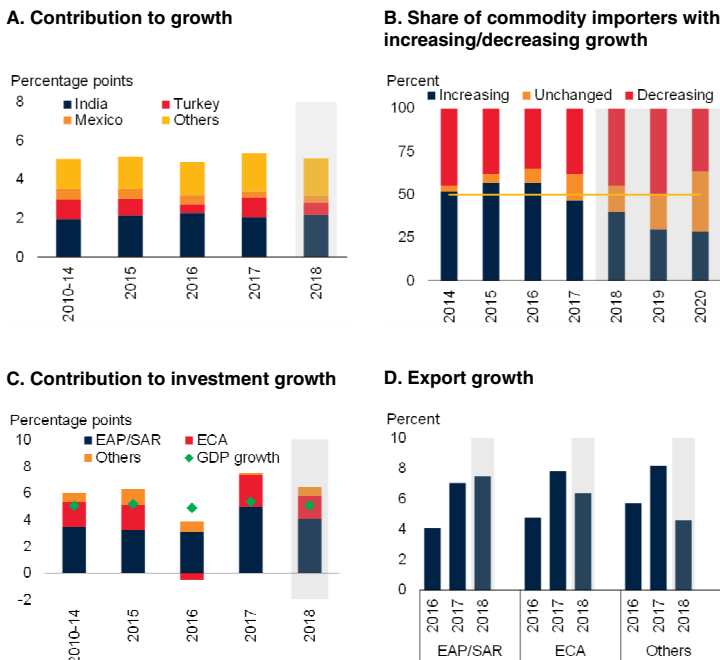 A. Contribution to growth
Percentage points
8
India
Turkey
Mexico
Others
6
4
2
0
2010-14
2015
2016
2017
2018
B. Share of commodity importers with
increasing/decreasing growth
Percent
Increasing
Unchanged
Decreasing
100
75
50
25
0
2014
2015
2016
2017
2018
2019
2020
C. Contribution to investment growth
Percentage points
10
EAP/SAR
ECA
Others
GDP growth
8
6
4
2
0
-2
2010-14
2015
2016
2017
2018
D. Export growth
Percent
10
8
6
4
2
0
2016
2017
2018
2016
2017
2018
2016
2017
2018
EAP/SAR
ECA
Others